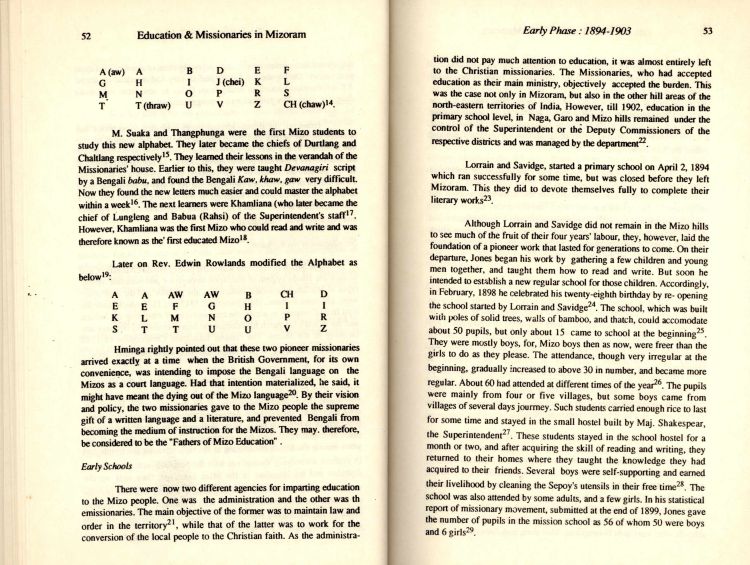 52 Education & Missionaries in Mizoram
A (aw) A B D E F
G H I J (chei) K L
M N O P R S
T T (thraw) U V Z CH (chaw)14.
M. Suaka and Thangphunga were the first Mizo students to
study this new alphabet. They later became the chiefs of Durtlang and
Chaltlang respectively15. They learned their lessons in the verandah of the
Missionaries' house. Earlier to this, they were taught Devanagiri script
by a Bengali babu, and found the Bengali Kaw, khaw, gaw very difficult.
Now they found the new letters much easier and could master the alphabet
within a week16. The next learners were Khamliana (who later became the
chief of Lungleng and Babua (Rahsi) of the Superintendent's staff17.
However, Khamliana was the first Mizo who could read and write and was
therefore known as the' first educated Mizo18.
Later on Rev. Edwin Rowlands modified the Alphabet as
below19:
A A AW AW B CH D
E E F G H I I
K L M N O P R
S T T U U V Z
Hminga rightly pointed out that these two pioneer missionaries
arrived exactly at a time when the British Government, for its own
convenience, was intending to impose the Bengali language on the
Mizos as a court language. Had that intention materialized, he said, it
might have meant the dying out of the Mizo language20. By their vision
and policy, the two missionaries gave to the Mizo people the supreme
gift of a written language and a literature, and prevented Bengali from
becoming the medium of instruction for the Mizos. They may. therefore,
be considered to be the "Fathers of Mizo Education" .
Early Schools
There were now two different agencies for imparting education
to the Mizo people. One was the administration and the other was th
emissionaries. The main objective of the former was to maintain law and
order in the territory21, while that of the latter was to work for the
conversion of the local people to the Christian faith. As the administra-
Early Phase : 1894-1903 53
tion did not pay much attention to education, it was almost entirely left
to the Christian missionaries. The Missionaries, who had accepted
education as their main ministry, objectively accepted the burden. This
was the case not only in Mizoram, but also in the other hill areas of the
north-eastern territories of India, However, till 1902, education in the
primary school level, in Naga, Garo and Mizo hills remained under the
control of the Superintendent or the Deputy Commissioners of the
respective districts and was managed by the department22.
Lorrain and Savidge, started a primary school on April 2, 1894
which ran successfully for some time, but was closed before they left
Mizoram. This they did to devote themselves fully to complete their
literary works23.
Although Lorrain and Savidge did not remain in the Mizo hills
to see much of the fruit of their four years' labour, they, however, laid the
foundation of a pioneer work that lasted for generations to come. On their
departure, Jones began his work by gathering a few children and young
men together, and taught them how to read and write. But soon he
intended to establish a new regular school for those children. Accordingly,
in February, 1898 he celebrated his twenty-eighth birthday by re- opening
the school started by Lorrain and Savidge24. The school, which was built
with poles of solid trees, walls of bamboo, and thatch, could accomodate
about 50 pupils, but only about 15 came to school at the beginning25.
They were mostly boys, for, Mizo boys then as now, were freer than the
girls to do as they please. The attendance, though very irregular at the
beginning, gradually increased to above 30 in number, and became more
regular. About 60 had attended at different times of the year26. The pupils
were mainly from four or five villages, but some boys came from
villages of several days jourrney. Such students carried enough rice to last
for some time and stayed in the small hostel built by Maj. Shakespear,
the Superintendent27. These students stayed in the school hostel for a
month or two, and after acquiring the skill of reading and writing, they
returned to their homes where they taught the knowledge they had
acquired to their friends. Several boys were self-supporting and earned
their livelihood by cleaning the Sepoy's utensils in their free time28. The
school was also attended by some adults, and a few girls. In his statistical
report of missionary movement, submitted at the end of 1899, Jones gave
the number of pupils in the mission school as 56 of whom 50 were boys
and 6 girls29.